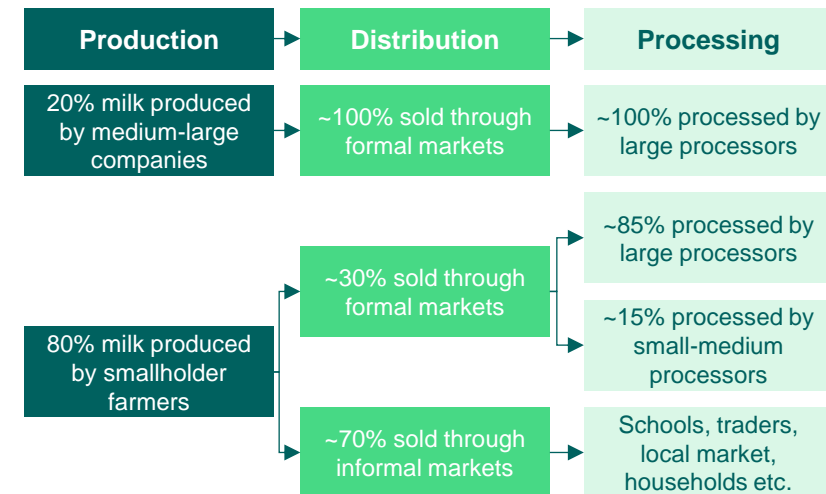 Production
Distribution
Processing
20% milk produced
by medium-large
companies
~100% sold through
formal markets
~100% processed by
large processors
80% milk produced
by smallholder
farmers
~30% sold through
formal markets
~85% processed by
large processors
~15% processed by
small-medium
processors
~70% sold through
informal markets
Schools, traders,
local market,
households etc.